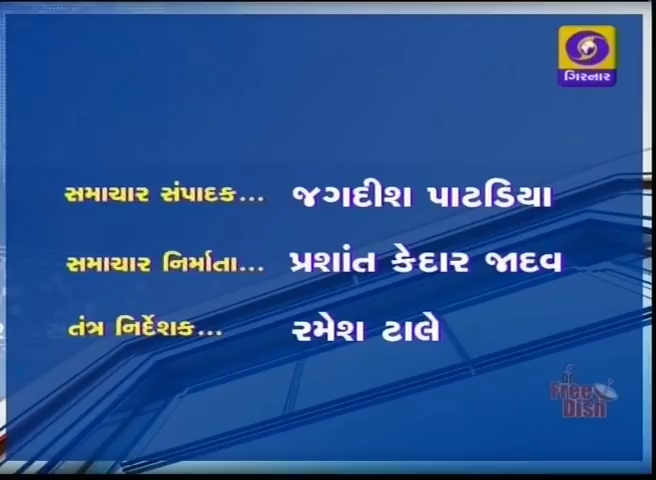 ગિરનાર
સમાચાર સંપાદક... જગદીશ પાટડિયા
સમાચાર નિર્માતા... પ્રશાંત કેદાર જાદવ
તંત્ર નિર્દેશક... રમેશ ટાલે
DD
Free
Dish